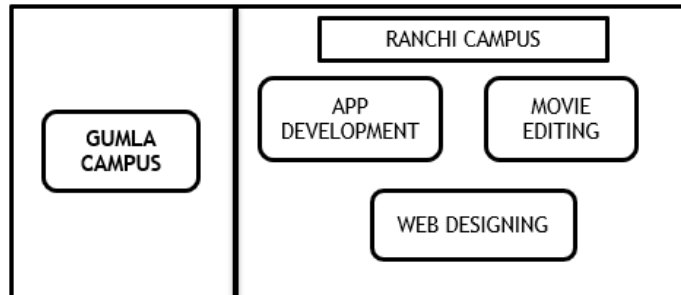 GUMLA
CAMPUS
RANCHI CAMPUS
APP
DEVELOPMENT
MOVIE
EDITING
WEB DESIGNING